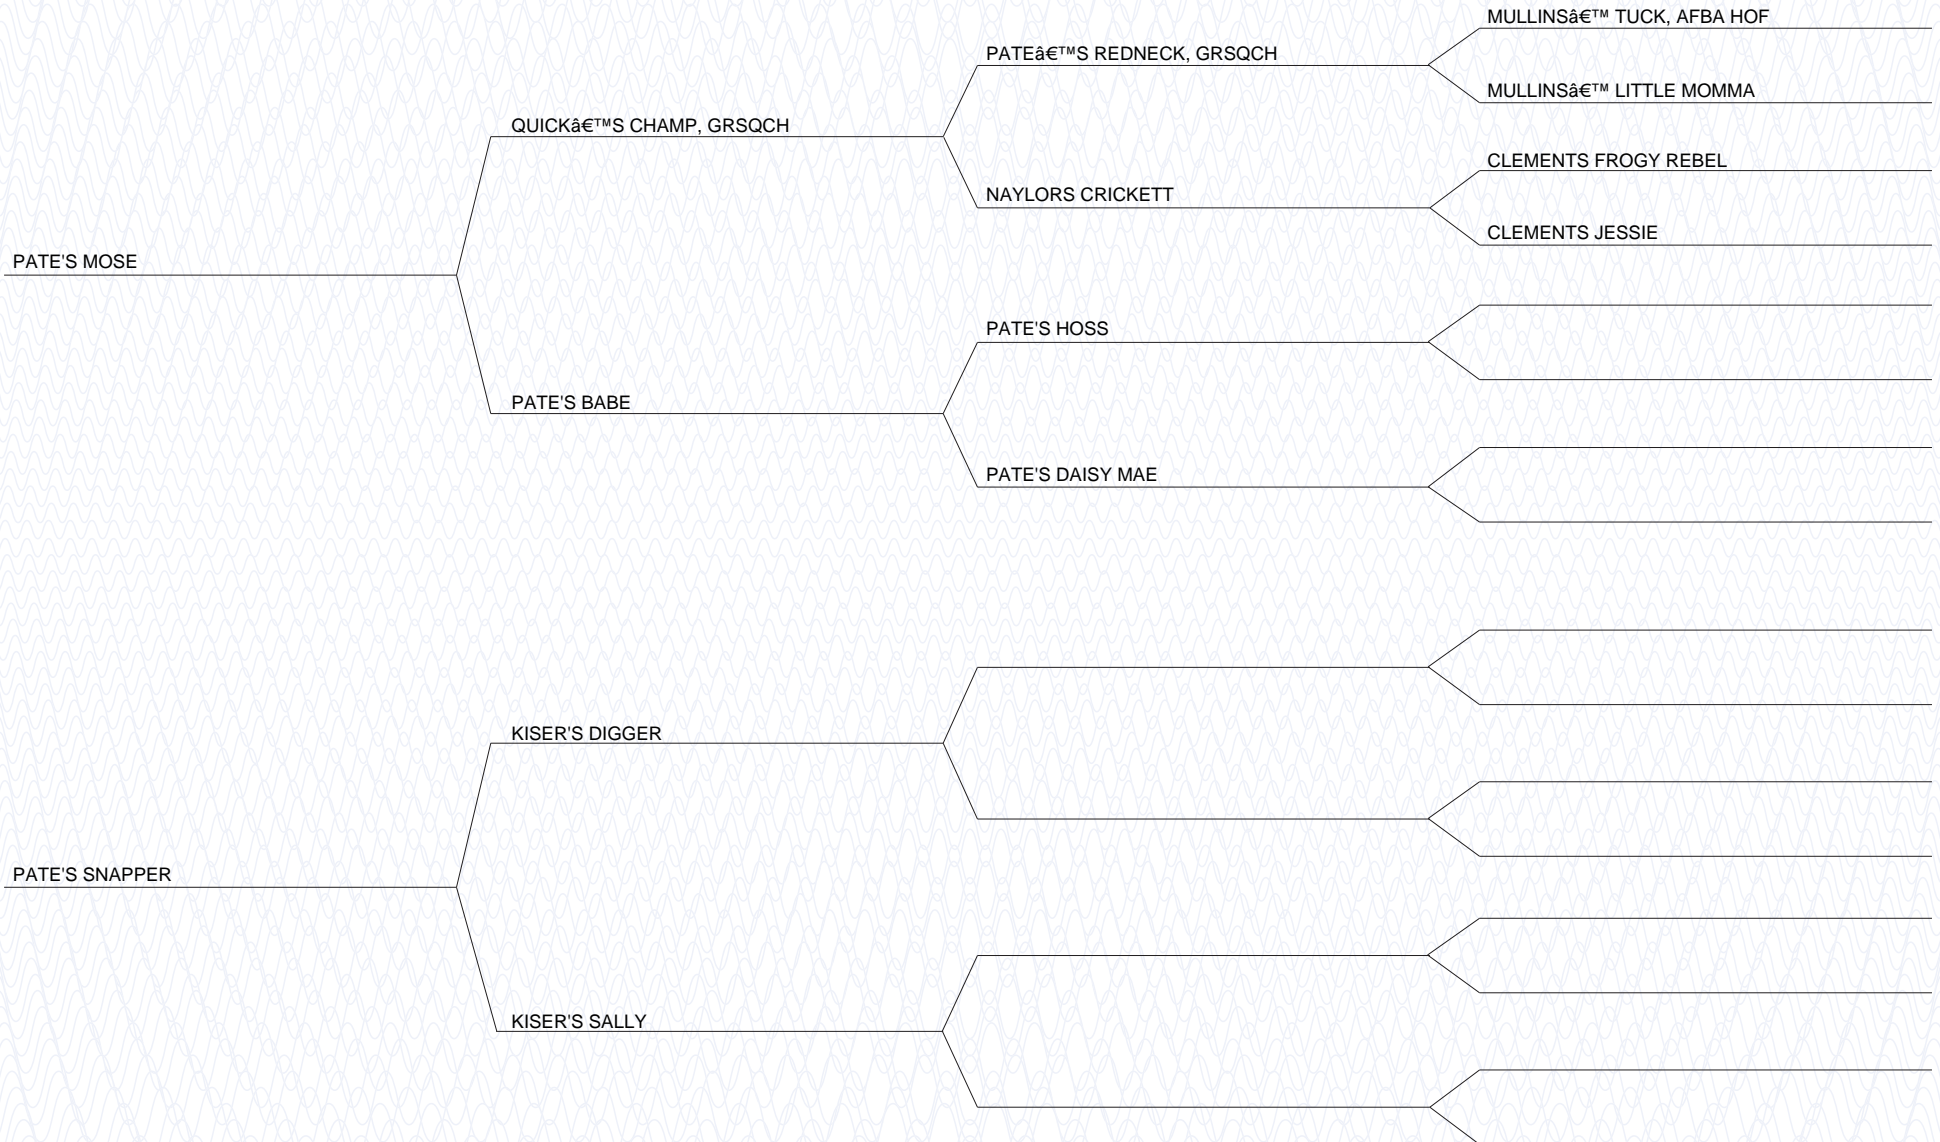 MULLINSâ€™ TUCK, AFBA HOF
PATEâ€™S REDNECK, GRSQCH
MULLINSâ€™ LITTLE MOMMA
QUICKâ€™S CHAMP, GRSQCH
CLEMENTS FROGY REBEL
NAYLORS CRICKETT
CLEMENTS JESSIE
PATE'S MOSE
PATE'S HOSS
PATE'S BABE
PATE'S DAISY MAE
KISER'S DIGGER
PATE'S SNAPPER
KISER'S SALLY